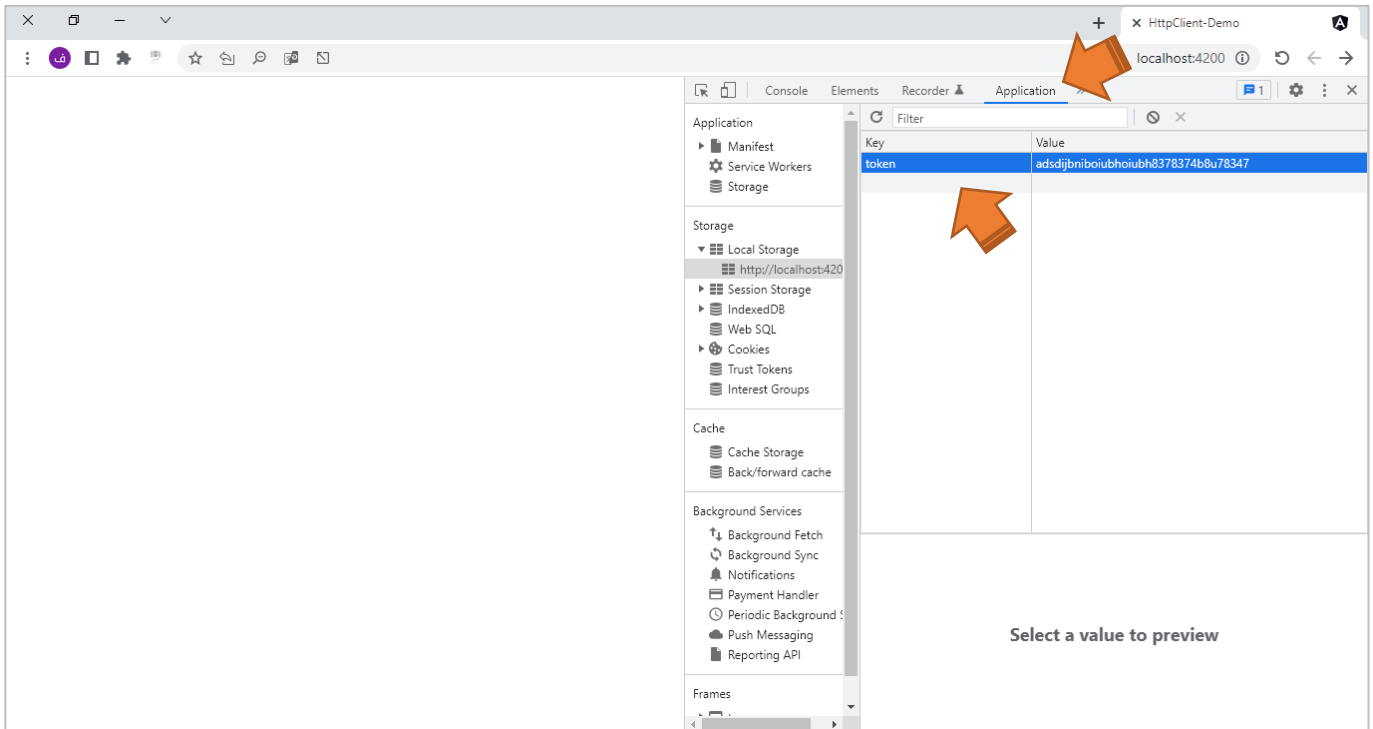 HttpClient-Demo
localhost:4200
ف
Console Elements Recorder Application » 1
Application
Manifest
Service Workers
Storage
Storage
Local Storage
http://localhost:420
Session Storage
IndexedDB
Web SQL
Cookies
Trust Tokens
Interest Groups
Cache
Cache Storage
Back/forward cache
Background Services
Background Fetch
Background Sync
Notifications
Payment Handler
Periodic Background
Push Messaging
Reporting API
Frames
Filter
Key Value
token adsdijbniboiubhoiubh8378374b8u78347
Select a value to preview